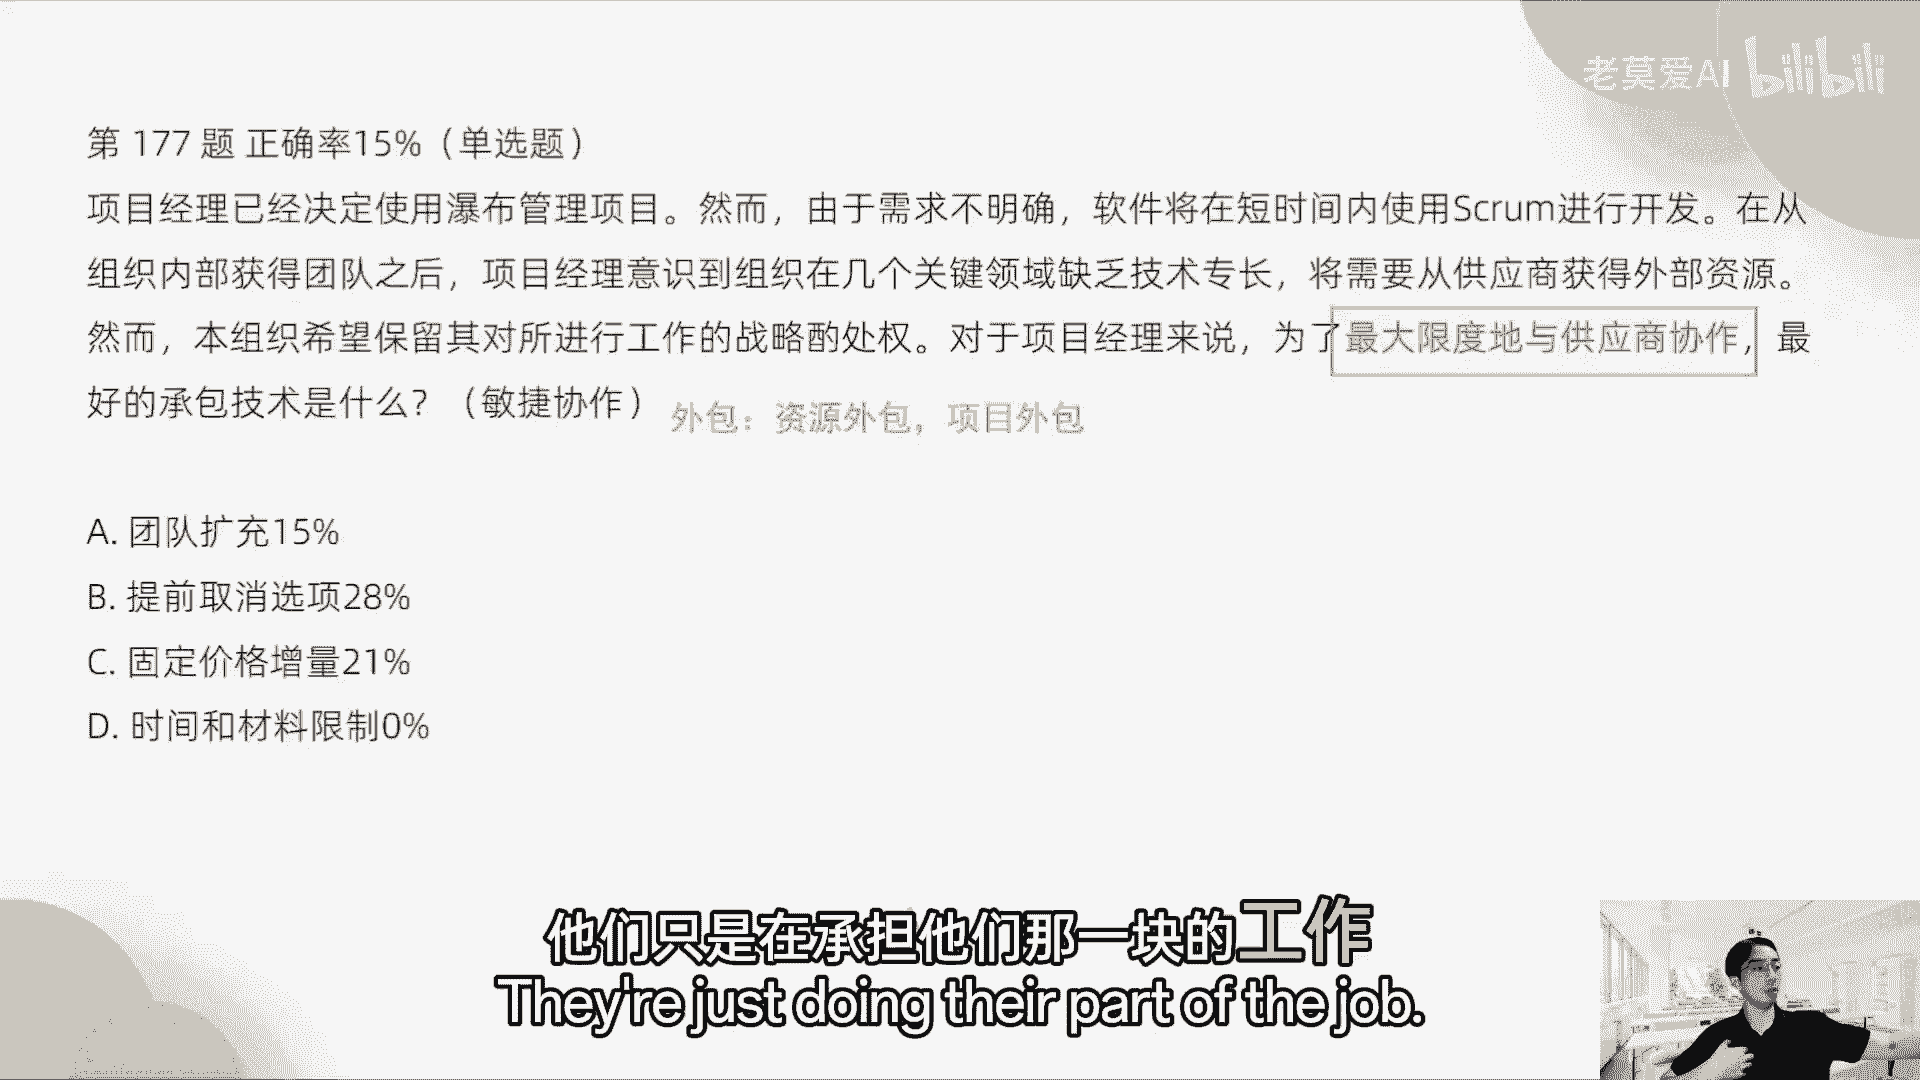 老莫爱AI bilibili
第 177 题 正确率15%（单选题）
项目经理已经决定使用瀑布管理项目。然而，由于需求不明确，软件将在短时间内使用Scrum进行开发。在从
组织内部获得团队之后，项目经理意识到组织在几个关键领域缺乏技术专长，将需要从供应商获得外部资源。
然而，本组织希望保留其对所进行工作的战略酌处权。对于项目经理来说，为了最大限度地与供应商协作，最
好的承包技术是什么？（敏捷协作）
外包：资源外包，项目外包
A. 团队扩充15%
B. 提前取消选项28%
C. 固定价格增量21%
D. 时间和材料限制0%
他们只是在承担他们那一块的工作
They're just doing their part of the job.